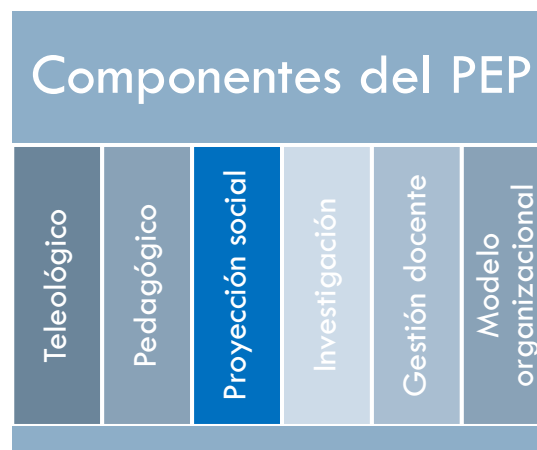 Componentes del PEP
Teleológico
Pedagógico
Proyección social
Investigación
Gestión docente
Modelo
organizacional